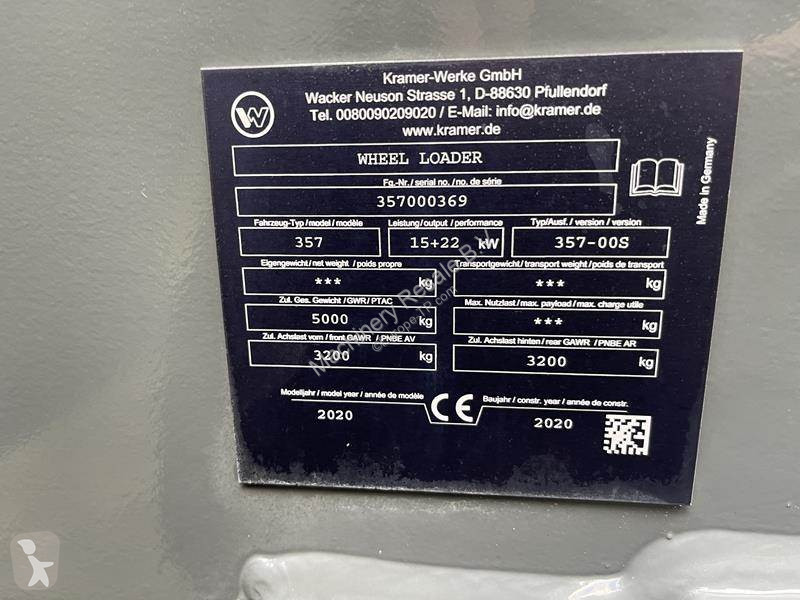 Kramer-Werke GmbH
Wacker Neuson Strasse 1, D-88630 Pfullendorf
Tel. 0080090209020 / E-Mail: info@kramer.de
www.kramer.de
WHEEL LOADER
Fg.-Nr./ serial no. / no. de série
357000369
Fahrzeug-Typ / model / modèle Leistung / output / performance Typ/Ausf. / version / version
357 15+22 kW 357-00S
Eigengewicht / net weight / poids propre Transportgewicht / transport weight / poids de transport
*** kg *** kg
Zul. Ges. Gewicht / GWR / PTAC Max. Nutzlast / max. payload / max. charge utile
5000 kg *** kg
Zul. Achslast vorn / front GAWR / PNBE AV Zul. Achslast hinten / rear GAWR / PNBE AR
3200 kg 3200 kg
Modelljahr / model year / année de modèle CE Baujahr / constr. year / année de constr.
2020 2020
Made in Germany
Machinery Resale B.V.
©Europe-TP.com